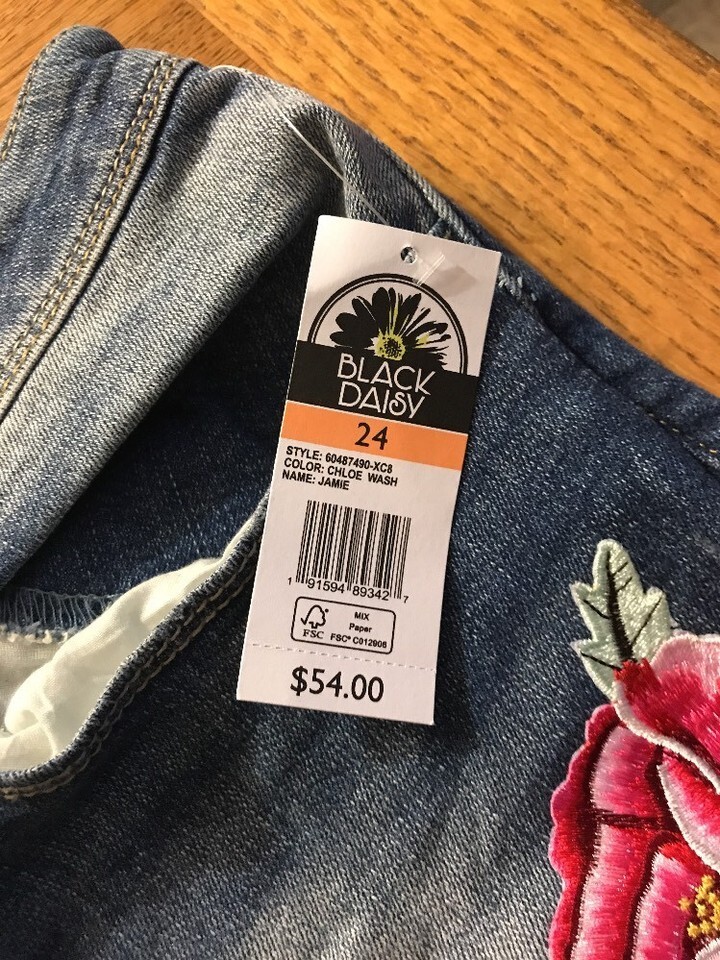 BLACK
DAISY
24
STYLE: 60487490-XC8
COLOR: CHLOE WASH
NAME: JAMIE
1 91594 89342 7
MIX
Paper
FSC
FSC® C012906
$54.00